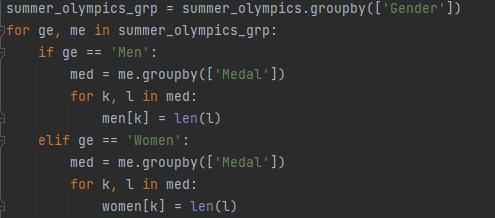 summer_olympics_grp = summer_olympics.groupby(['Gender'])
for ge, me in summer_olympics_grp:
    if ge == 'Men':
        med = me.groupby(['Medal'])
        for k, l in med:
            men[k] = len(l)
    elif ge == 'Women':
        med = me.groupby(['Medal'])
        for k, l in med:
            women[k] = len(l)